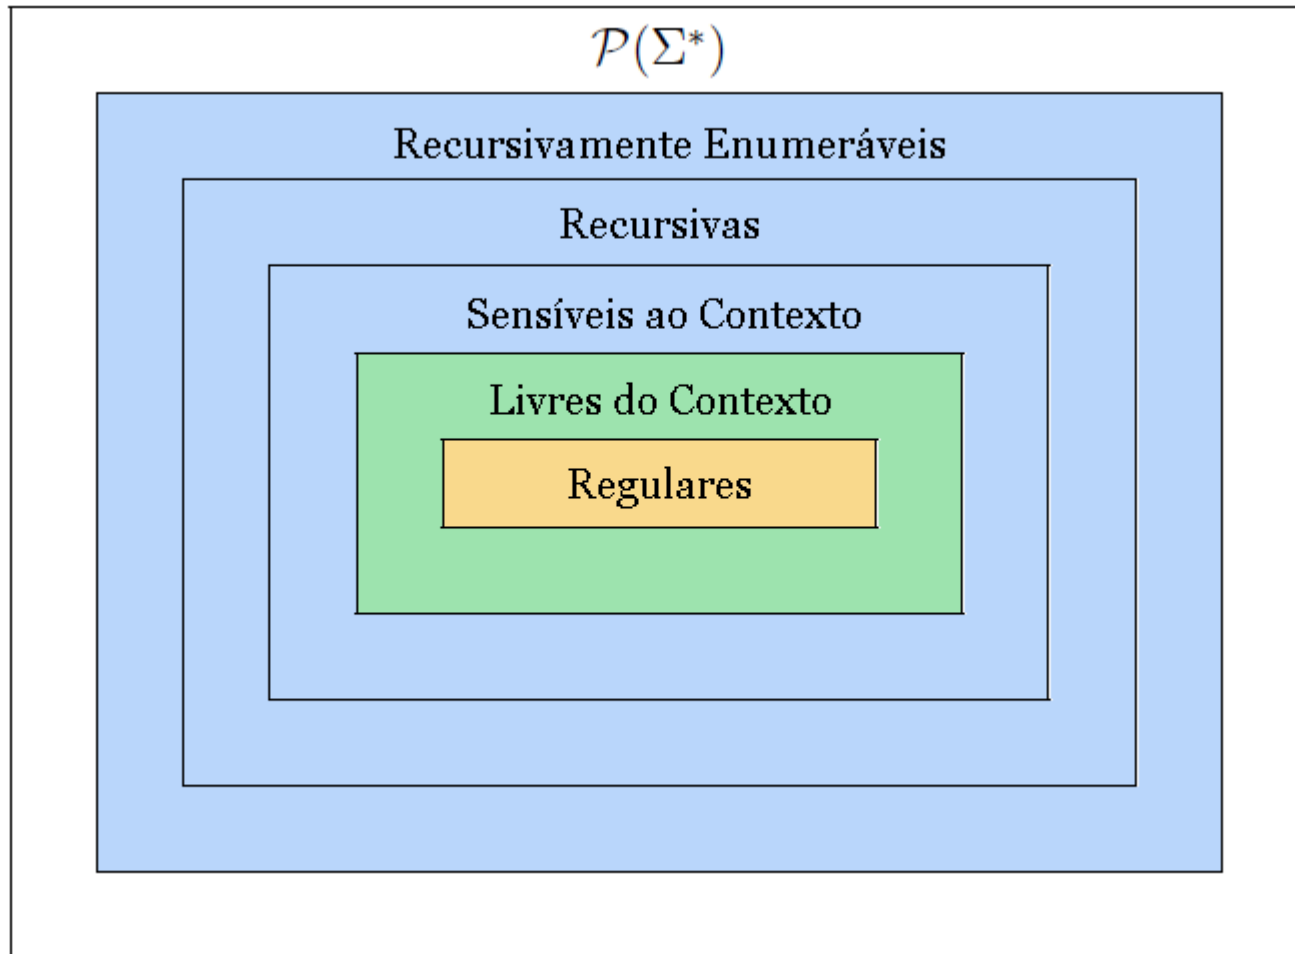 𝒫(Σ*)
Recursivamente Enumeráveis
Recursivas
Sensíveis ao Contexto
Livres do Contexto
Regulares